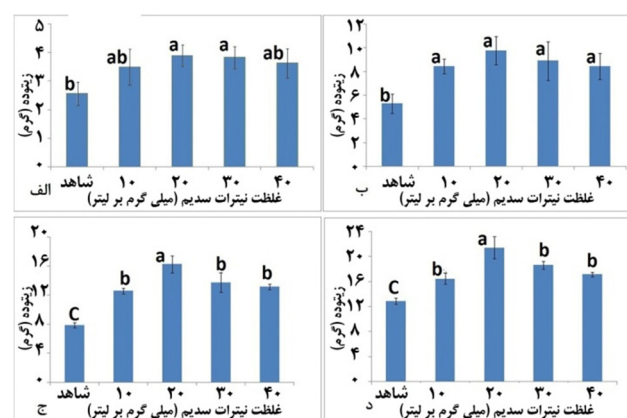 ۵
۴
۳
۲
۱
۰
زیتوده (گرم)
b
ab
a
a
ab
شاهد ۱۰ ۲۰ ۳۰ ۴۰
غلظت نیترات سدیم (میلی گرم بر لیتر)
الف
۱۲
۱۰
۸
۶
۴
۲
۰
زیتوده (گرم)
b
a
a
a
a
شاهد ۱۰ ۲۰ ۳۰ ۴۰
غلظت نیترات سدیم (میلی گرم بر لیتر)
ب
۲۰
۱۶
۱۲
۸
۴
۰
زیتوده (گرم)
C
b
a
b
b
شاهد ۱۰ ۲۰ ۳۰ ۴۰
غلظت نیترات سدیم (میلی گرم بر لیتر)
ج
۲۴
۲۰
۱۶
۱۲
۸
۴
۰
زیتوده (گرم)
C
b
a
b
b
شاهد ۱۰ ۲۰ ۳۰ ۴۰
غلظت نیترات سدیم (میلی گرم بر لیتر)
د